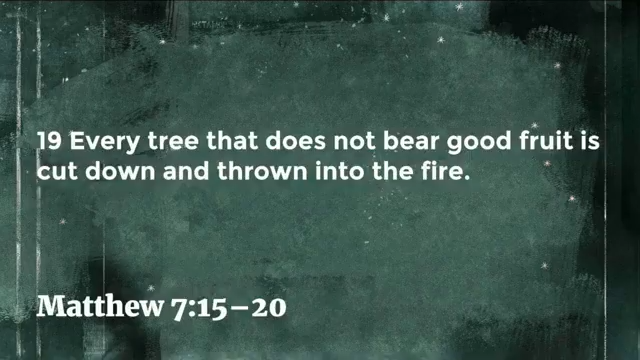 19 Every tree that does not bear good fruit is
cut down and thrown into the fire.
Matthew 7:15–20